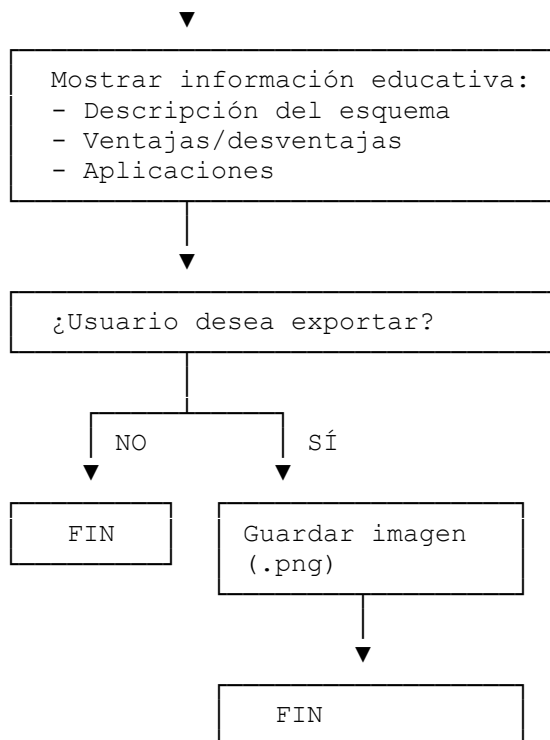 Mostrar información educativa:
- Descripción del esquema
- Ventajas/desventajas
- Aplicaciones
¿Usuario desea exportar?
NO
SÍ
FIN
Guardar imagen
(.png)
FIN